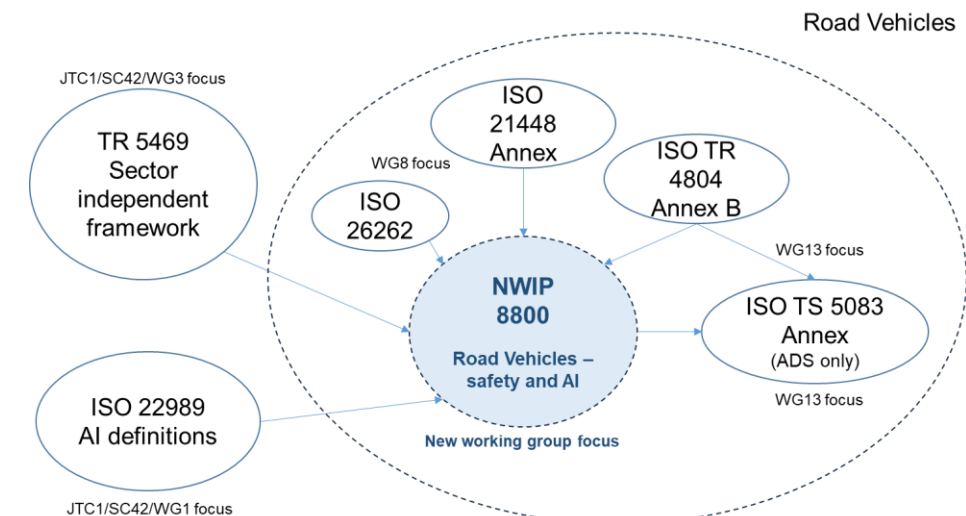 Road Vehicles
JTC1/SC42/WG3 focus
TR 5469
Sector
independent
framework
ISO
21448
Annex
WG8 focus
ISO
26262
ISO TR
4804
Annex B
WG13 focus
NWIP
8800
Road Vehicles –
safety and AI
New working group focus
ISO TS 5083
Annex
(ADS only)
WG13 focus
ISO 22989
AI definitions
JTC1/SC42/WG1 focus